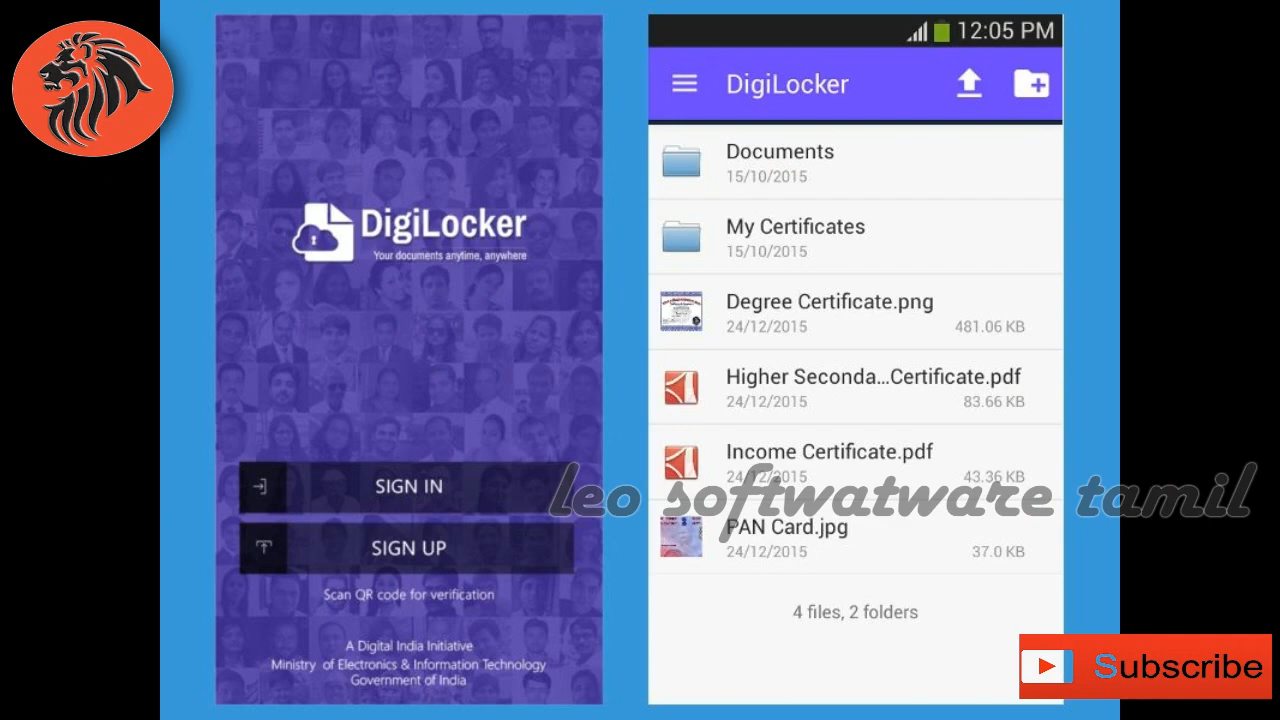 DigiLocker
Your documents anytime, anywhere
SIGN IN
SIGN UP
Scan QR code for verification
A Digital India Initiative
Ministry of Electronics & Information Technology
Government of India
12:05 PM
DigiLocker
Documents
15/10/2015
My Certificates
15/10/2015
Degree Certificate.png
24/12/2015 481.06 KB
Higher Seconda...Certificate.pdf
24/12/2015 83.66 KB
Income Certificate.pdf
24/12/2015 43.36 KB
PAN Card.jpg
24/12/2015 37.0 KB
4 files, 2 folders
leo softwatware tamil
Subscribe